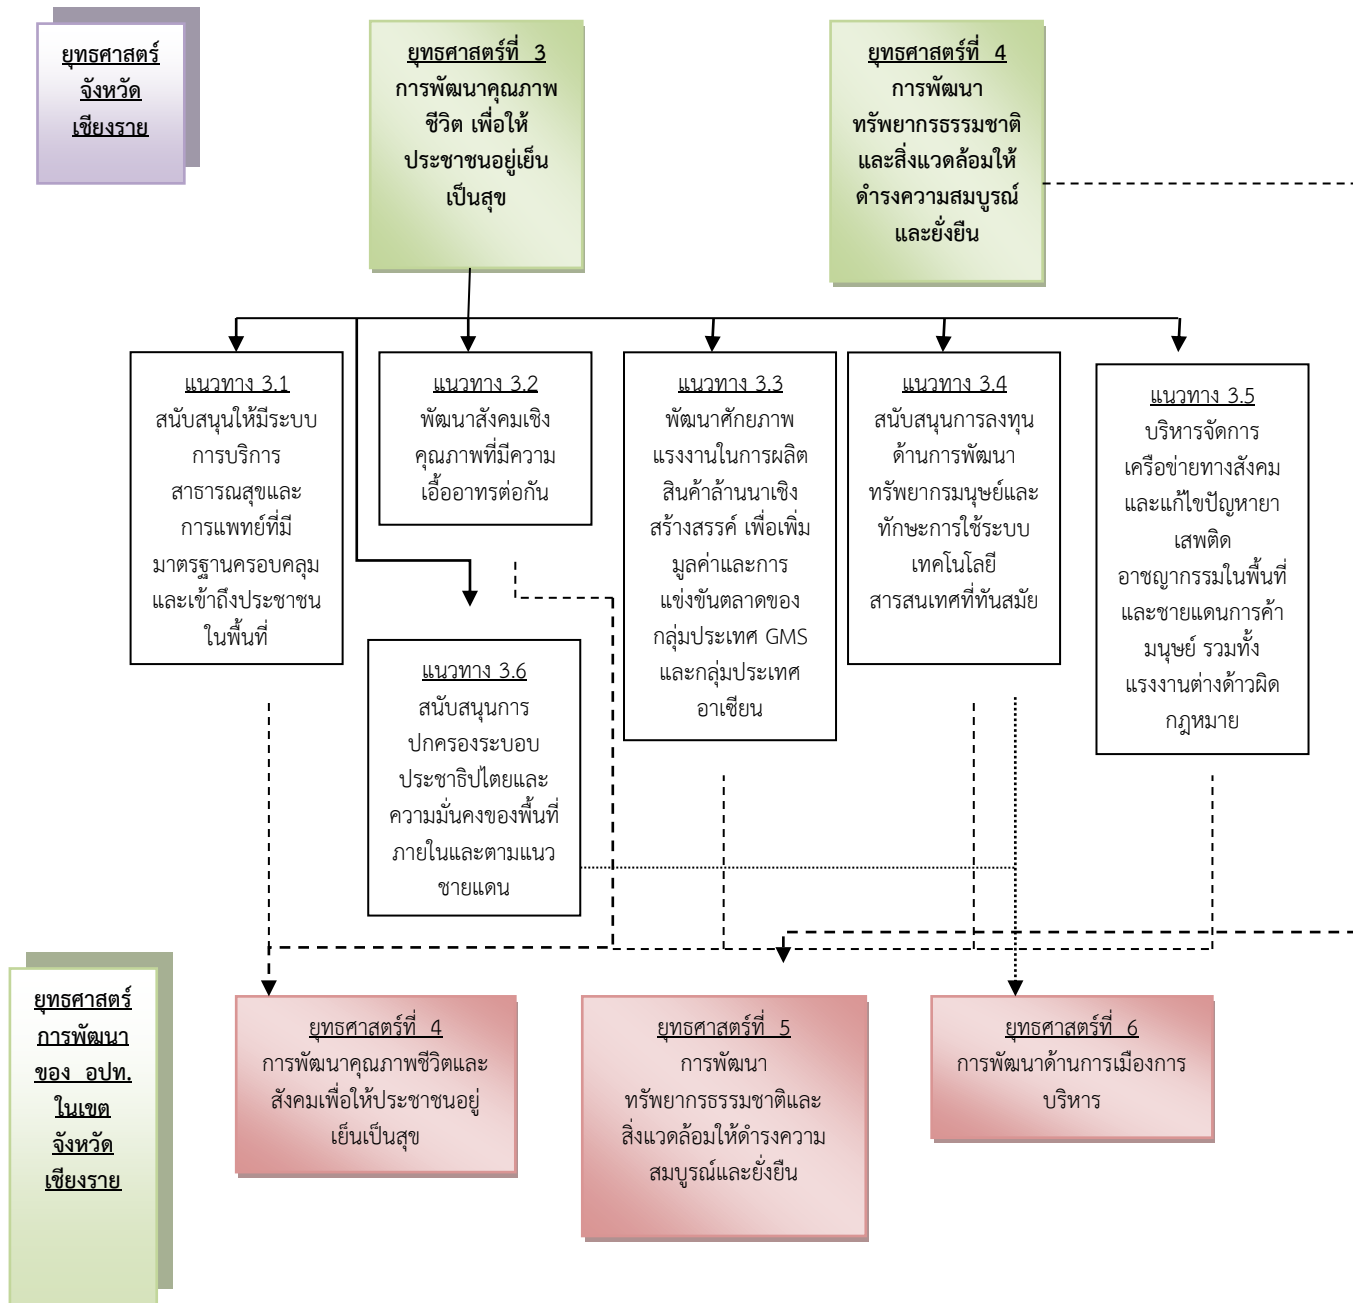 ยุทธศาสตร์
จังหวัด
เชียงราย
ยุทธศาสตร์ที่ 3
การพัฒนาคุณภาพ
ชีวิต เพื่อให้
ประชาชนอยู่เย็น
เป็นสุข
ยุทธศาสตร์ที่ 4
การพัฒนา
ทรัพยากรธรรมชาติ
และสิ่งแวดล้อมให้
ดำรงความสมบูรณ์
และยั่งยืน
แนวทาง 3.1
สนับสนุนให้มีระบบ
การบริการ
สาธารณสุขและ
การแพทย์ที่มี
มาตรฐานครอบคลุม
และเข้าถึงประชาชน
ในพื้นที่
แนวทาง 3.2
พัฒนาสังคมเชิง
คุณภาพที่มีความ
เอื้ออาทรต่อกัน
แนวทาง 3.3
พัฒนาศักยภาพ
แรงงานในการผลิต
สินค้าล้านนาเชิง
สร้างสรรค์ เพื่อเพิ่ม
มูลค่าและการ
แข่งขันตลาดของ
กลุ่มประเทศ GMS
และกลุ่มประเทศ
อาเซียน
แนวทาง 3.4
สนับสนุนการลงทุน
ด้านการพัฒนา
ทรัพยากรมนุษย์และ
ทักษะการใช้ระบบ
เทคโนโลยี
สารสนเทศที่ทันสมัย
แนวทาง 3.5
บริหารจัดการ
เครือข่ายทางสังคม
และแก้ไขปัญหายา
เสพติด
อาชญากรรมในพื้นที่
และชายแดนการค้า
มนุษย์ รวมทั้ง
แรงงานต่างด้าวผิด
กฎหมาย
แนวทาง 3.6
สนับสนุนการ
ปกครองระบอบ
ประชาธิปไตยและ
ความมั่นคงของพื้นที่
ภายในและตามแนว
ชายแดน
ยุทธศาสตร์
การพัฒนา
ของ อปท.
ในเขต
จังหวัด
เชียงราย
ยุทธศาสตร์ที่ 4
การพัฒนาคุณภาพชีวิตและ
สังคมเพื่อให้ประชาชนอยู่
เย็นเป็นสุข
ยุทธศาสตร์ที่ 5
การพัฒนา
ทรัพยากรธรรมชาติและ
สิ่งแวดล้อมให้ดำรงความ
สมบูรณ์และยั่งยืน
ยุทธศาสตร์ที่ 6
การพัฒนาด้านการเมืองการ
บริหาร